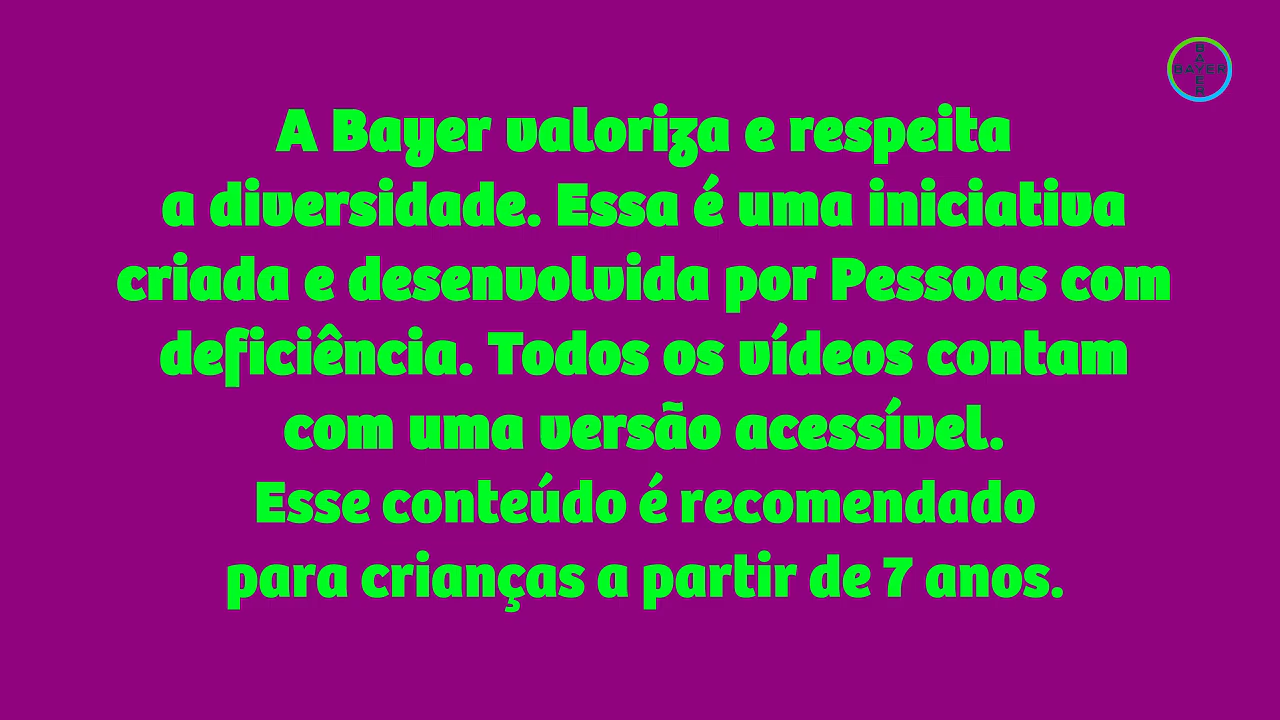 BAYER
BAYER
A Bayer valoriza e respeita
a diversidade. Essa é uma iniciativa
criada e desenvolvida por Pessoas com
deficiência. Todos os vídeos contam
com uma versão acessível.
Esse conteúdo é recomendado
para crianças a partir de 7 anos.